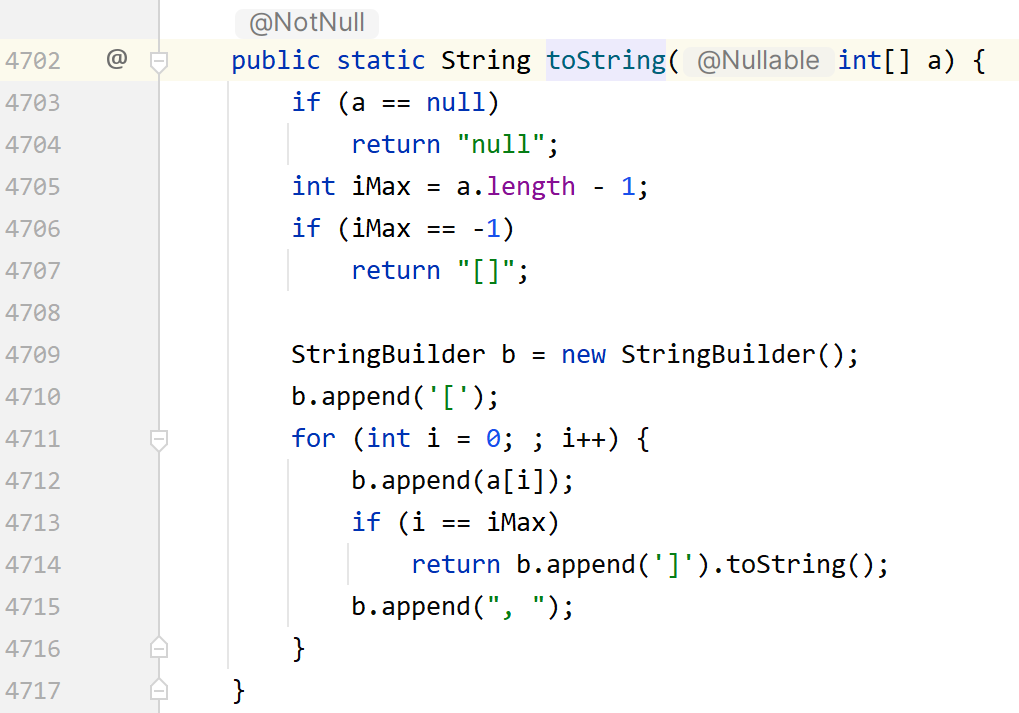 @NotNull
4702 @ public static String toString( @Nullable int[] a) {
4703 if (a == null)
4704 return "null";
4705 int iMax = a.length - 1;
4706 if (iMax == -1)
4707 return "[]";
4708
4709 StringBuilder b = new StringBuilder();
4710 b.append('[');
4711 for (int i = 0; ; i++) {
4712 b.append(a[i]);
4713 if (i == iMax)
4714 return b.append(']').toString();
4715 b.append(", ");
4716 }
4717 }